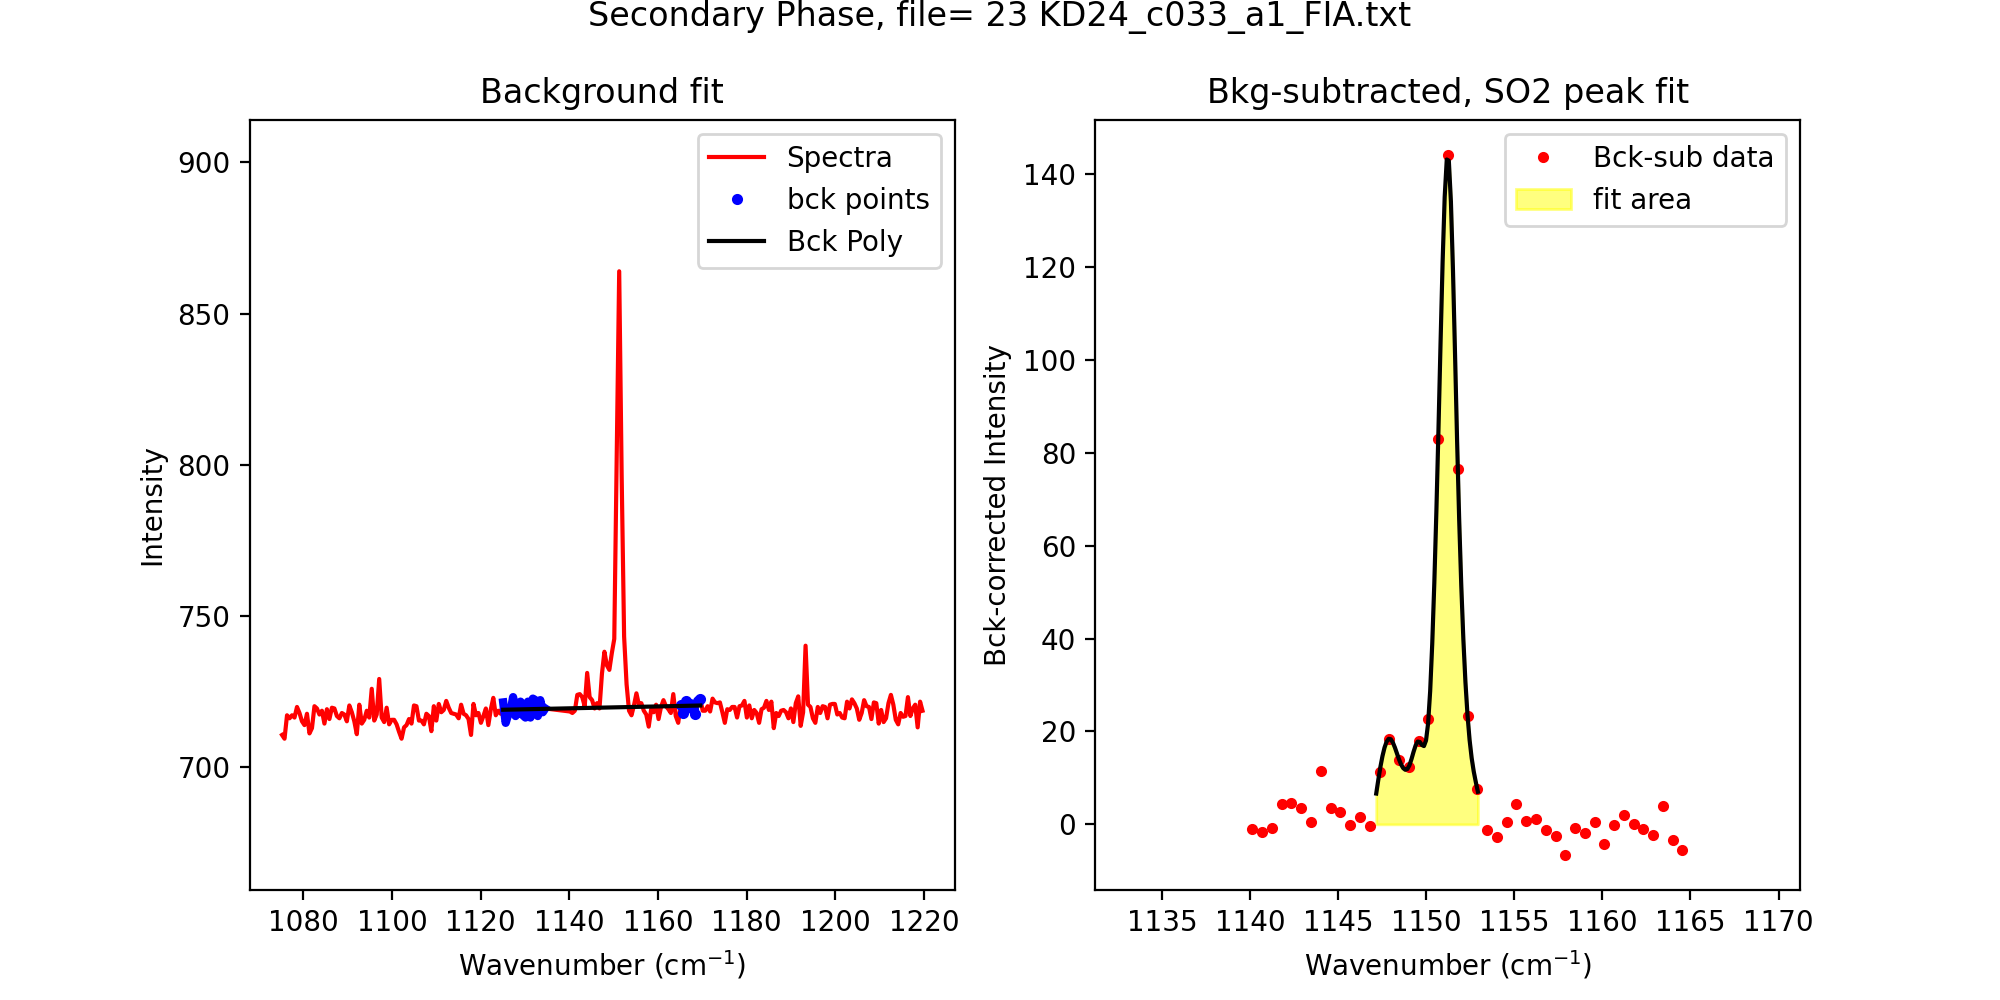 Secondary Phase, file= 23 KD24_c033_a1_FIA.txt
Background fit
Intensity
900
850
800
750
700
Spectra
bck points
Bck Poly
1080 1100 1120 1140 1160 1180 1200 1220
Wavenumber (cm⁻¹)
Bkg-subtracted, SO2 peak fit
Bck-corrected Intensity
140
120
100
80
60
40
20
0
Bck-sub data
fit area
1135 1140 1145 1150 1155 1160 1165 1170
Wavenumber (cm⁻¹)